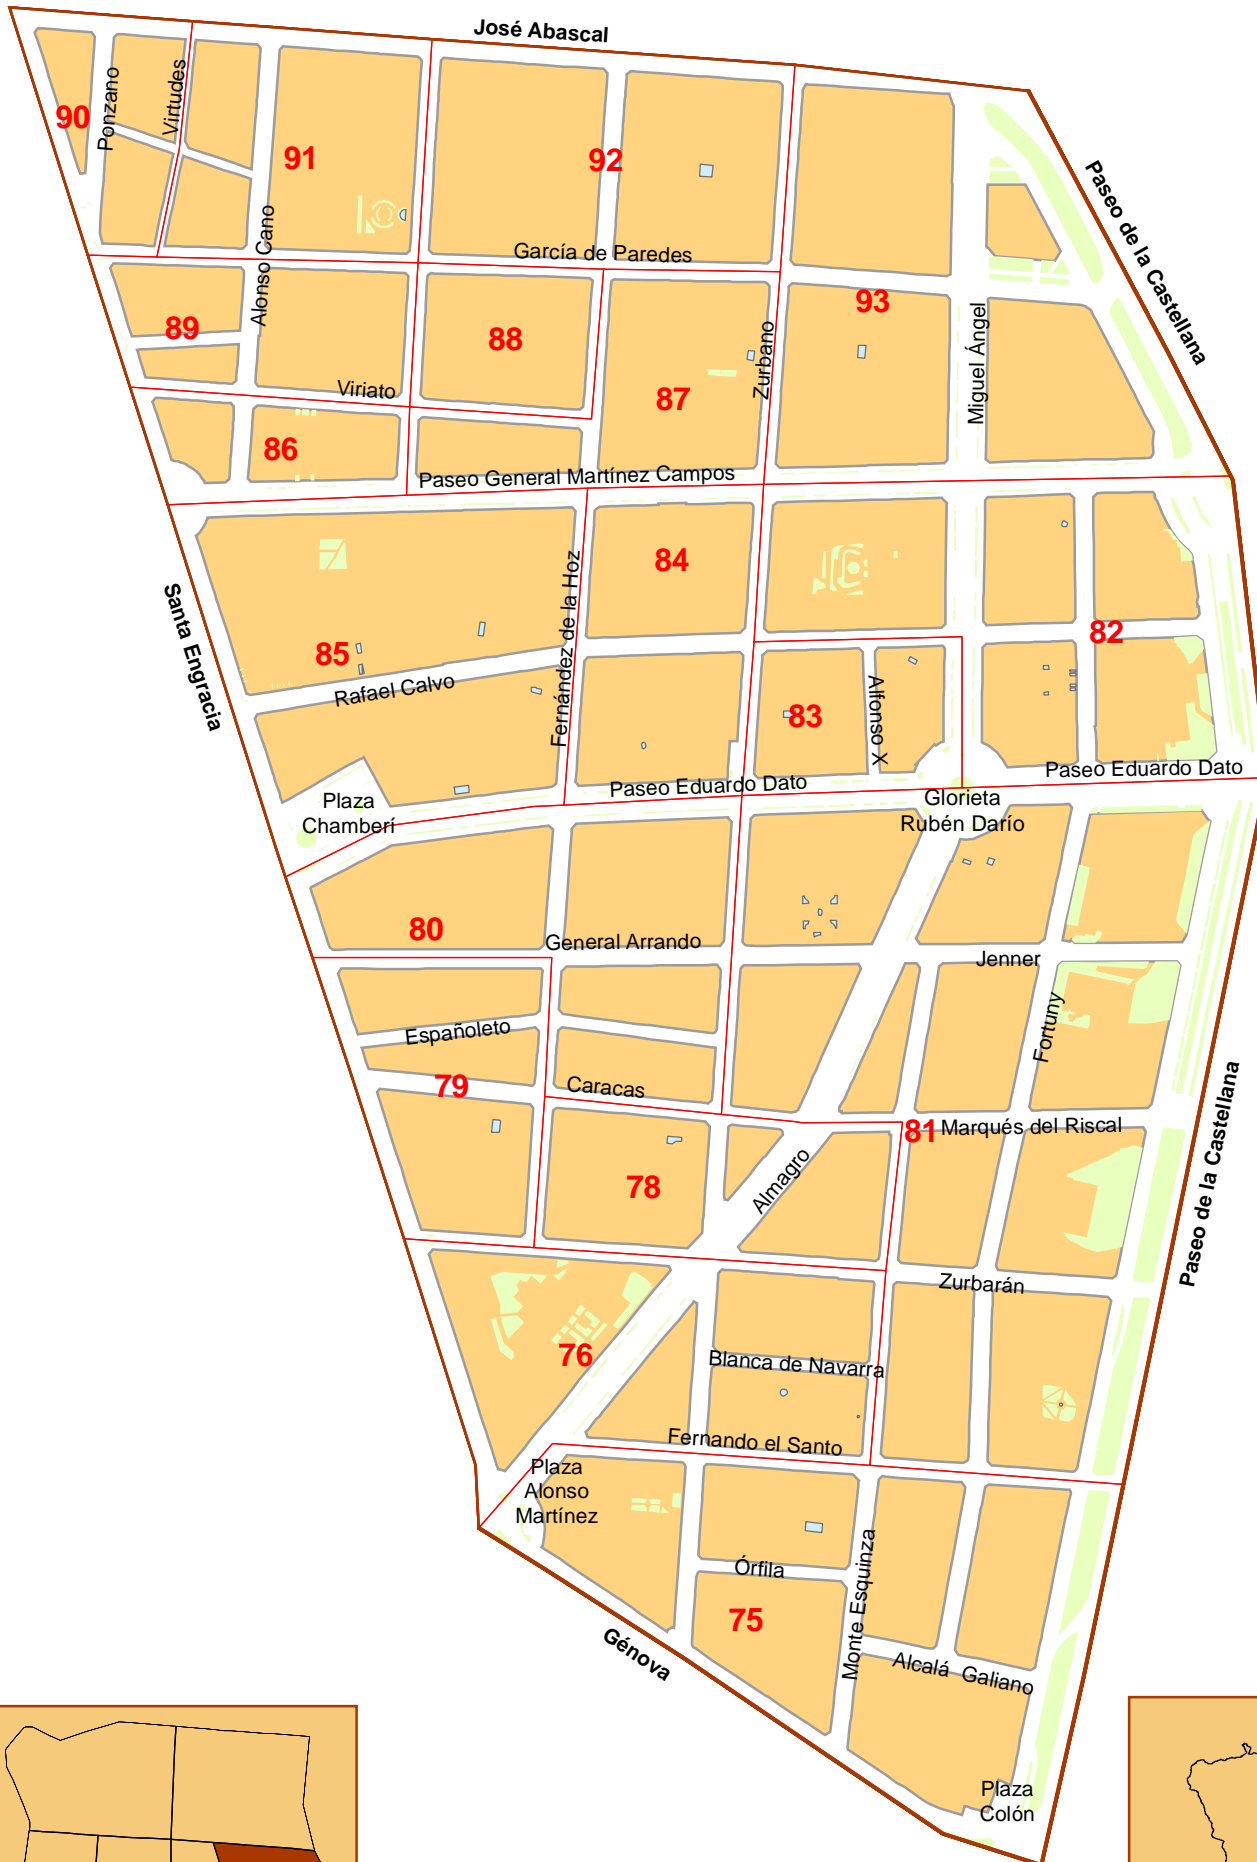 José Abascal
90
Ponzano
Virtudes
91
92
Paseo de la Castellana
Alonso Cano
García de Paredes
93
89
88
Zurbano
Miguel Ángel
Viriato
87
86
Paseo General Martínez Campos
84
Fernández de la Hoz
Santa Engracia
85
82
Rafael Calvo
83
Alfonso X
Paseo Eduardo Dato
Paseo Eduardo Dato
Plaza
Chamberí
Glorieta
Rubén Darío
80
General Arrando
Jenner
Españoleto
Fortuny
79
Caracas
81
Marqués del Riscal
Paseo de la Castellana
78
Almagro
Zurbarán
76
Blanca de Navarra
Fernando el Santo
Plaza
Alonso
Martínez
Órfila
Monte Esquinza
75
Génova
Alcalá Galiano
Plaza
Colón